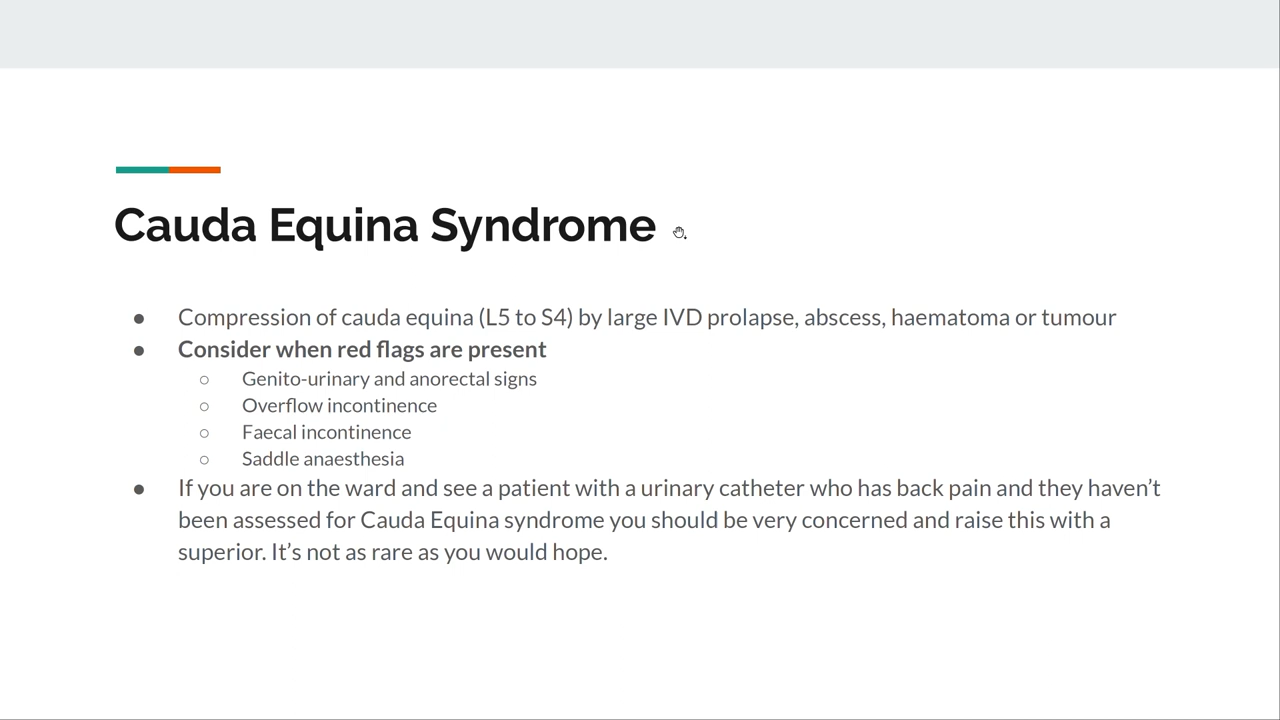 Cauda Equina Syndrome
● Compression of cauda equina (L5 to S4) by large IVD prolapse, abscess, haematoma or tumour
● Consider when red flags are present
○ Genito-urinary and anorectal signs
○ Overflow incontinence
○ Faecal incontinence
○ Saddle anaesthesia
● If you are on the ward and see a patient with a urinary catheter who has back pain and they haven’t
been assessed for Cauda Equina syndrome you should be very concerned and raise this with a
superior. It’s not as rare as you would hope.